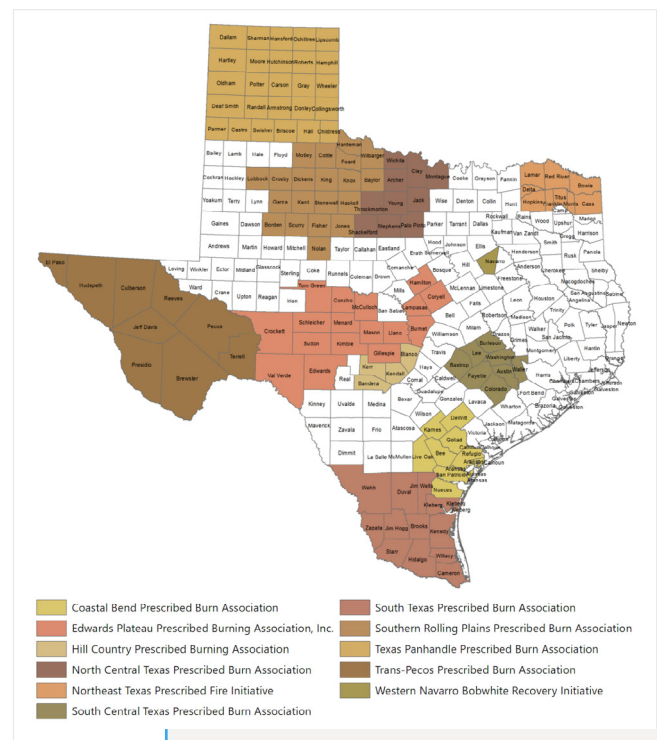 Dallam Sherman Hansford Ochiltree Lipscomb
Hartley Moore Hutchinson Roberts Hemphill
Oldham Potter Carson Gray Wheeler
Deaf Smith Randall Armstrong Donley Collingsworth
Parmer Castro Swisher Briscoe Hall Childress
Hardeman
Bailey Lamb Hale Floyd Motley Cottle Foard Wilbarger Wichita Clay Montague Cooke Grayson Fannin Lamar Red River Bowie
Cochran Hockley Lubbock Crosby Dickens King Knox Baylor Archer Delta Titus Hopkins Franklin Cass
Yoakum Terry Lynn Garza Kent Stonewall Haskell Throckmorton Young Jack Wise Denton Collin Hunt
Rockwall Rains Wood Upshur Marion
Gaines Dawson Borden Scurry Fisher Jones Shackelford Stephens Palo Pinto Parker Tarrant Dallas Kaufman Van Zandt Gregg Harrison
Andrews Martin Howard Mitchell Nolan Taylor Callahan Eastland Erath Hood Somervell Johnson Ellis Henderson Smith Rusk Panola
El Paso Loving Winkler Ector Midland Glasscock Sterling Coke Runnels Coleman Brown Comanche Hamilton Bosque Hill Navarro Freestone Anderson Cherokee Shelby
Hudspeth Culberson Reeves Ward Crane Upton Reagan Irion Tom Green Concho McCulloch San Saba Mills Lampasas Coryell McLennan Limestone Leon Houston Nacogdoches San Augustine Sabine
Jeff Davis Pecos Crockett Schleicher Menard Mason Llano Burnet Bell Falls Robertson Madison Trinity Angelina
Presidio Brewster Terrell Sutton Kimble Gillespie Blanco Williamson Milam Brazos Grimes Walker San Jacinto Polk Tyler Jasper Newton
Val Verde Edwards Real Kerr Kendall Bandera Hays Travis Bastrop Lee Burleson Washington Waller Montgomery Liberty Hardin Orange
Kinney Uvalde Medina Bexar Comal Guadalupe Caldwell Fayette Austin Colorado Harris Chambers Chambers Jefferson Jefferson
Maverick Zavala Frio Atascosa Wilson Gonzales Lavaca Wharton Fort Bend Brazoria Galveston Galveston
Dimmit La Salle McMullen Live Oak Karnes DeWitt Goliad Victoria Jackson Matagorda Calhoun
Bee Refugio San Patricio Aransas Aransas Calhoun
Webb Duval Jim Wells Nueces Kleberg Kleberg Kleberg
Zapata Jim Hogg Brooks Kenedy
Starr Hidalgo Willacy
Cameron
Coastal Bend Prescribed Burn Association
Edwards Plateau Prescribed Burning Association, Inc.
Hill Country Prescribed Burning Association
North Central Texas Prescribed Burn Association
Northeast Texas Prescribed Fire Initiative
South Central Texas Prescribed Burn Association
South Texas Prescribed Burn Association
Southern Rolling Plains Prescribed Burn Association
Texas Panhandle Prescribed Burn Association
Trans-Pecos Prescribed Burn Association
Western Navarro Bobwhite Recovery Initiative